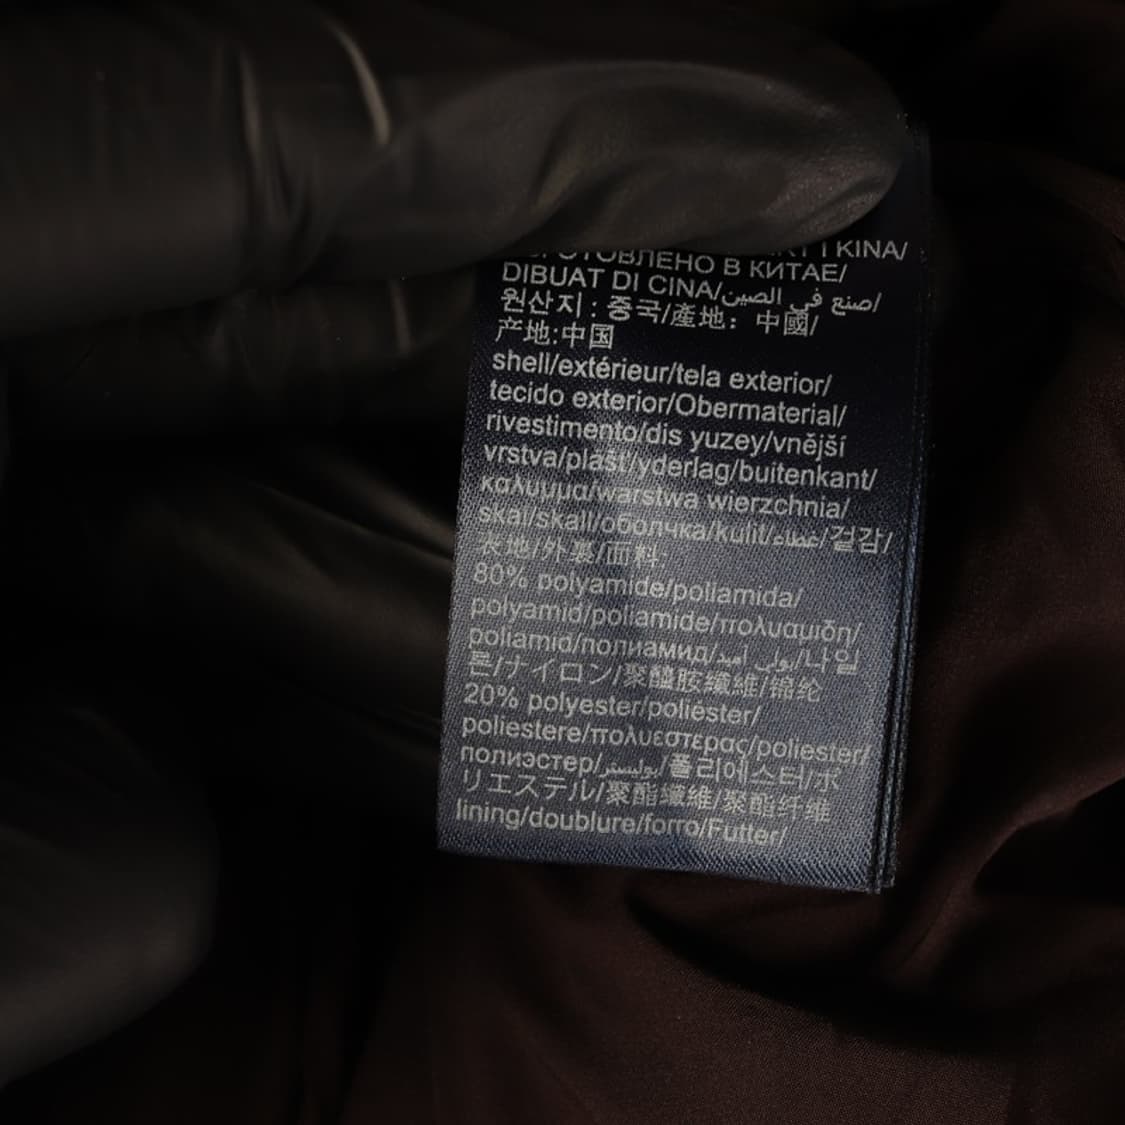 I KINA/
В КИТАЕ/
DIBUAT DI CINA/صنع في الصين/
원산지 : 중국/產地：中國/
产地:中国
shell/extérieur/tela exterior/
tecido exterior/Obermaterial/
rivestimento/dis yuzey/vnější
vrstva/plášť/yderlag/buitenkant/
καλυμμα/warstwa wierzchnia/
skal/skall/оболчка/kulit/غطاء/겉감/
表地/外裏/面料:
80% polyamide/poliamida/
polyamid/poliamide/πολυαμιδη/
poliamid/полиамид/بولي أميد/나일
론/ナイロン/聚醯胺纖維/锦纶
20% polyester/poliéster/
poliestere/πολυεστερας/poliester/
полиэстер/بوليستر/폴리에스터/ポ
リエステル/聚酯纖維/聚酯纤维
lining/doublure/forro/Futter/